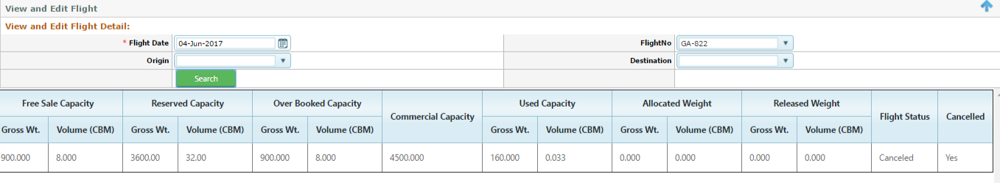 View and Edit Flight
View and Edit Flight Detail:
* Flight Date 04-Jun-2017 FlightNo GA-822
Origin Destination
Search
Free Sale Capacity Reserved Capacity Over Booked Capacity Commercial Capacity Used Capacity Allocated Weight Released Weight Flight Status Cancelled
Gross Wt. Volume (CBM) Gross Wt. Volume (CBM) Gross Wt. Volume (CBM) Gross Wt. Volume (CBM) Gross Wt. Volume (CBM) Gross Wt. Volume (CBM)
900.000 8.000 3600.00 32.00 900.000 8.000 4500.000 160.000 0.033 0.000 0.000 0.000 0.000 Canceled Yes